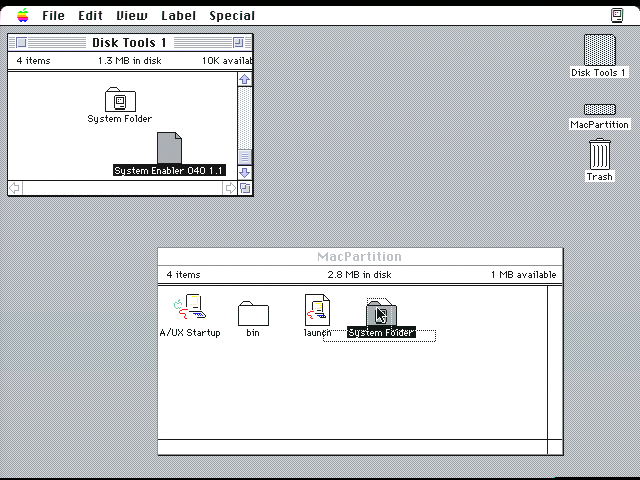 File Edit View Label Special
Disk Tools 1
4 items 1.3 MB in disk 10K availab
System Folder
System Enabler 040 1.1
Disk Tools 1
MacPartition
Trash
MacPartition
4 items 2.8 MB in disk 1 MB available
A/UX Startup bin launch System Folder